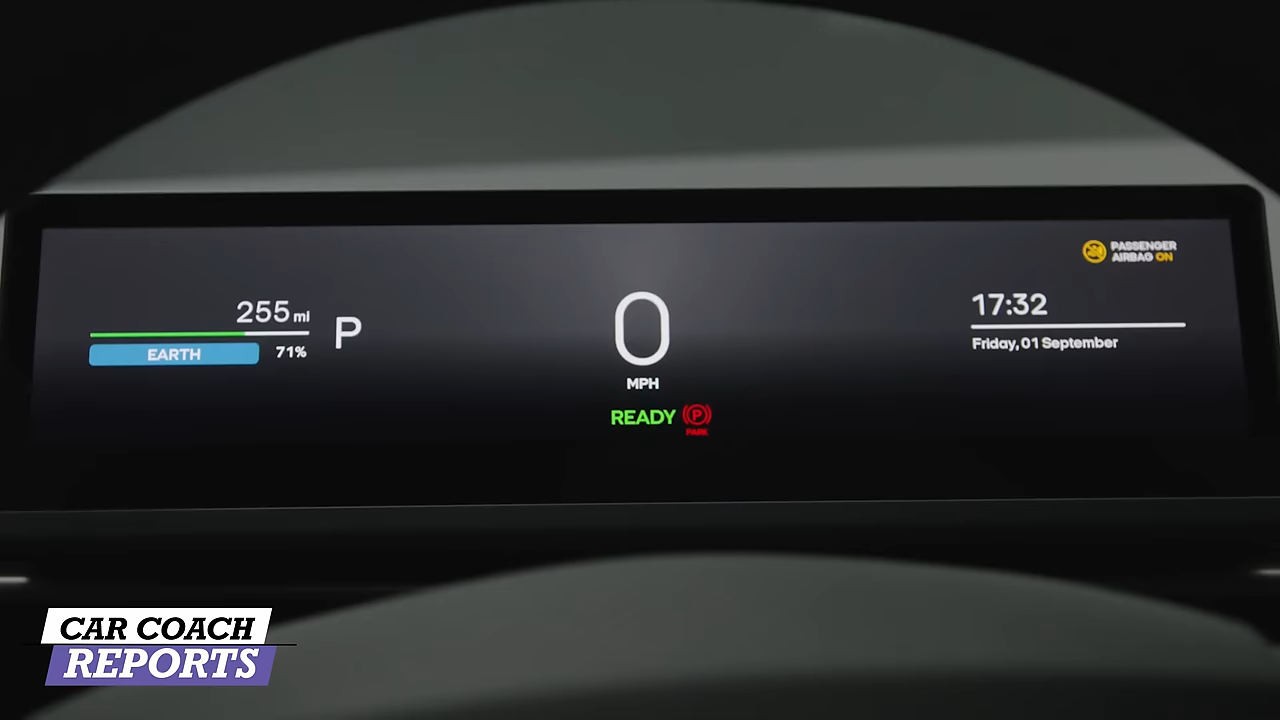 PASSENGER
AIRBAG ON
255 mi
P
EARTH
71%
0
MPH
READY
P
PARK
17:32
Friday, 01 September
CAR COACH
REPORTS